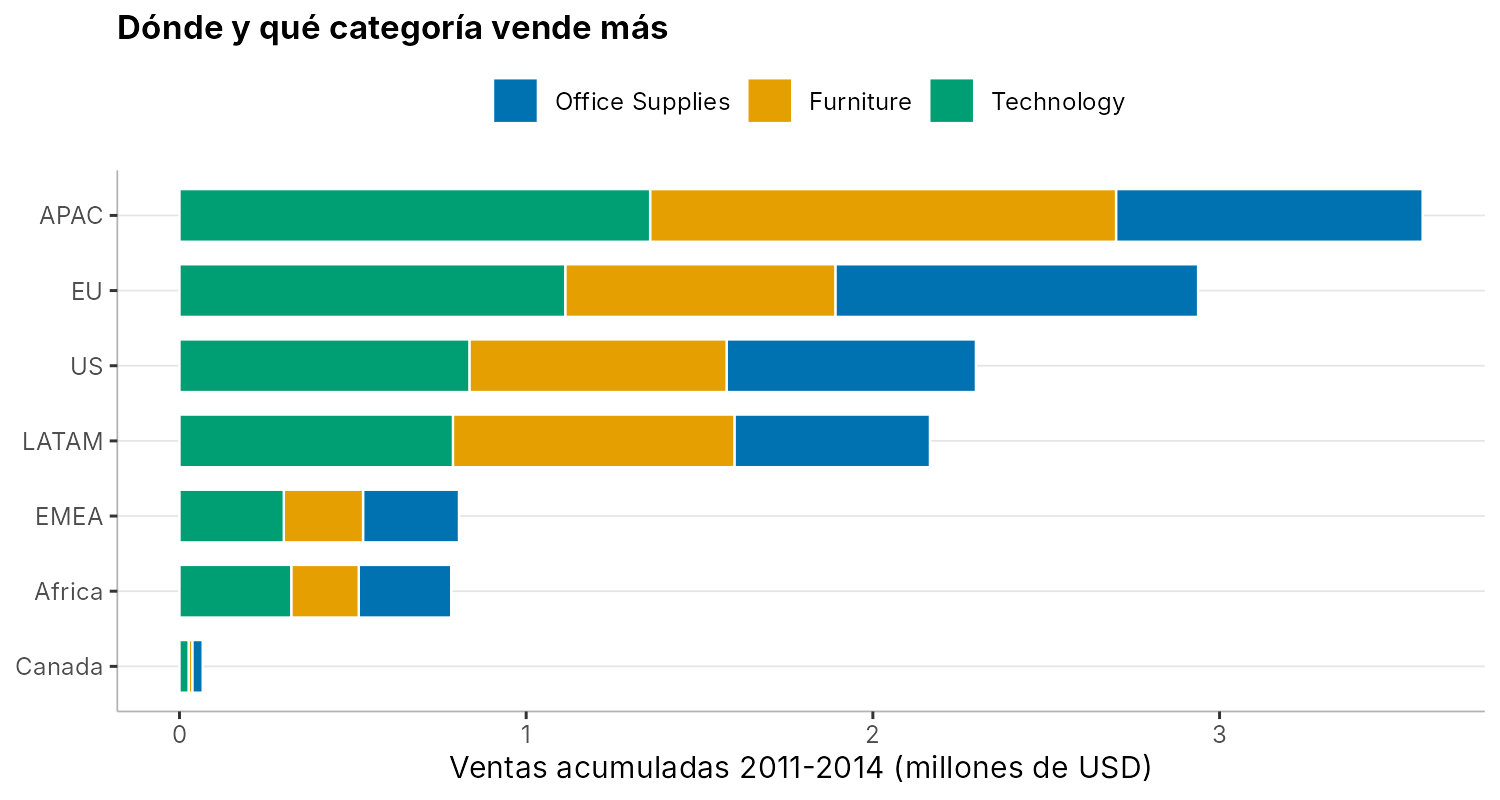 Dónde y qué categoría vende más
Office Supplies
Furniture
Technology
APAC
EU
US
LATAM
EMEA
Africa
Canada
0
1
2
3
Ventas acumuladas 2011-2014 (millones de USD)